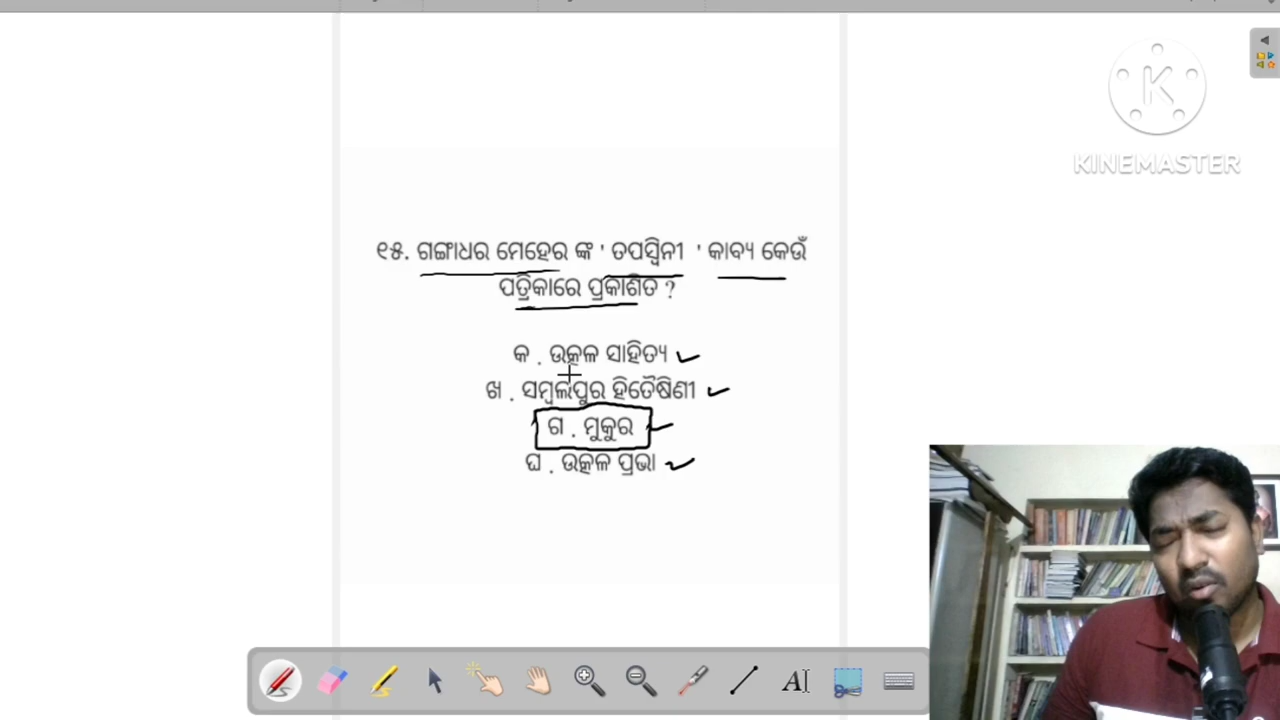 KINEMASTER
୧୫. ଗଙ୍ଗାଧର ମେହେର ଙ୍କ ' ତପସ୍ୱିନୀ ' କାବ୍ୟ କେଉଁ
ପତ୍ରିକାରେ ପ୍ରକାଶିତ ?
କ . ଉତ୍କଳ ସାହିତ୍ୟ
ଖ . ସମ୍ବଲପୁର ହିତୈଷିଣୀ
ଗ . ମୁକୁର
ଘ . ଉତ୍କଳ ପ୍ରଭା